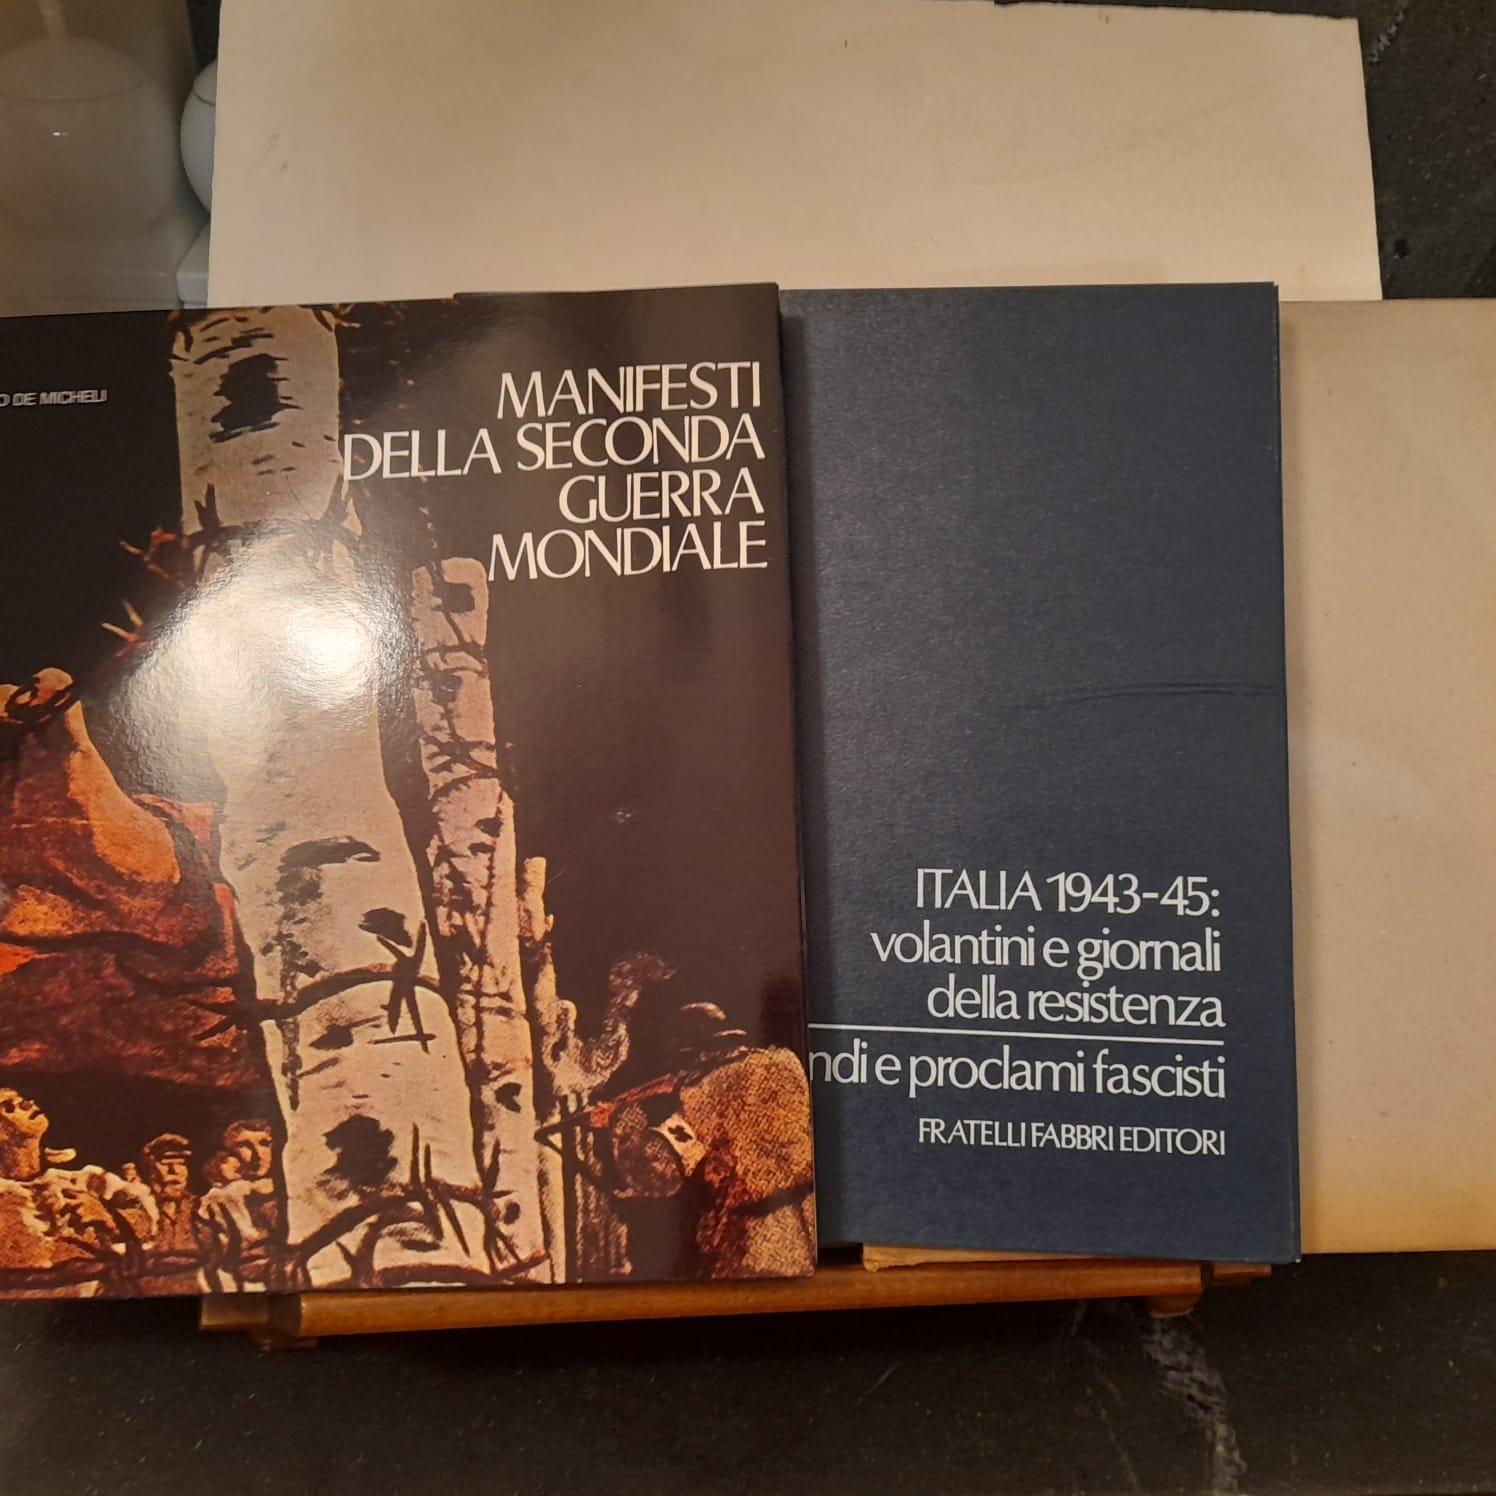 DE MICHELI
MANIFESTI
DELLA SECONDA
GUERRA
MONDIALE
ITALIA 1943-45:
volantini e giornali
della resistenza
e proclami fascisti
FRATELLI FABBRI EDITORI